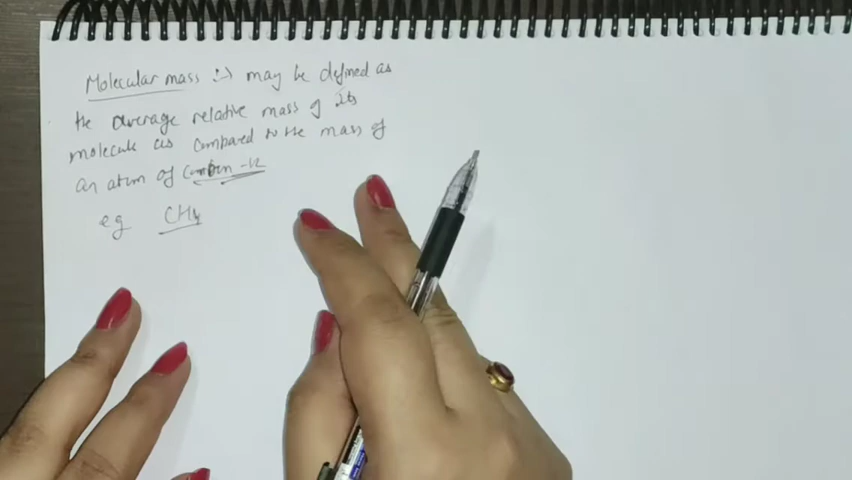 Molecular mass :-> may be defined as
the average relative mass of its
molecule as compared to the mass of
an atom of Carbon -12
eg CH4